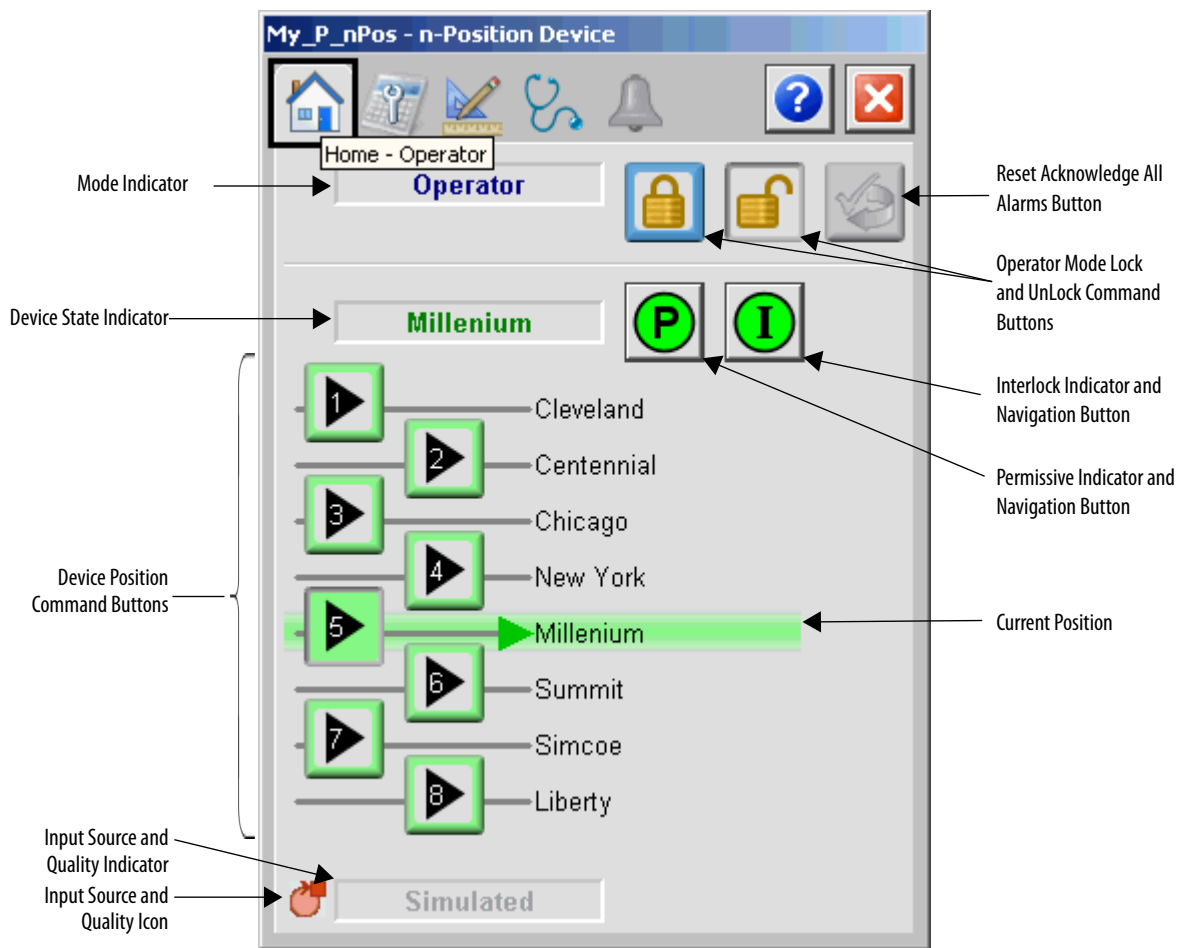 My_P_nPos - n-Position Device
?
Home - Operator
Mode Indicator
Operator
Reset Acknowledge All
Alarms Button
Operator Mode Lock
and UnLock Command
Buttons
Device State Indicator
Millenium
P
I
Interlock Indicator and
Navigation Button
Permissive Indicator and
Navigation Button
Device Position
Command Buttons
1 Cleveland
2 Centennial
3 Chicago
4 New York
5 Millenium
Current Position
6 Summit
7 Simcoe
8 Liberty
Input Source and
Quality Indicator
Input Source and
Quality Icon
Simulated